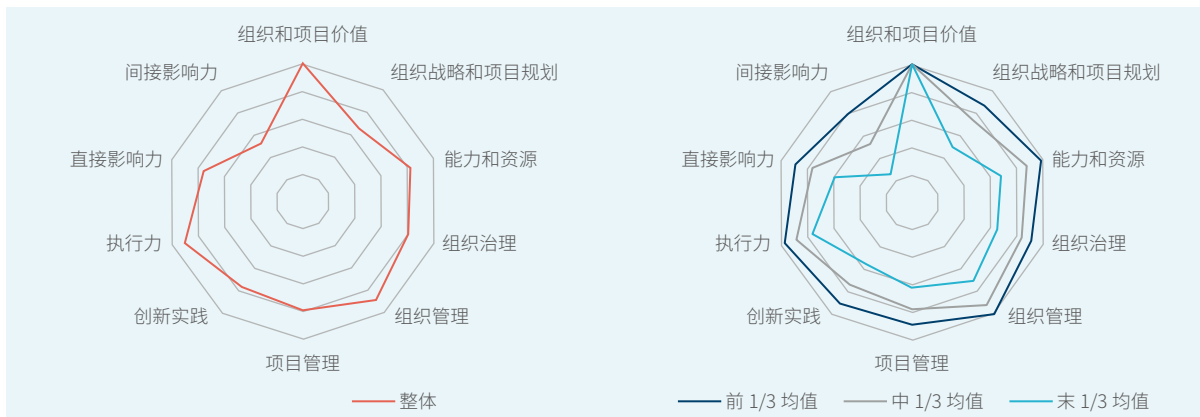 组织和项目价值
间接影响力
组织战略和项目规划
直接影响力
能力和资源
执行力
组织治理
创新实践
组织管理
项目管理
整体
组织和项目价值
间接影响力
组织战略和项目规划
直接影响力
能力和资源
执行力
组织治理
创新实践
组织管理
项目管理
前 1/3 均值
中 1/3 均值
末 1/3 均值